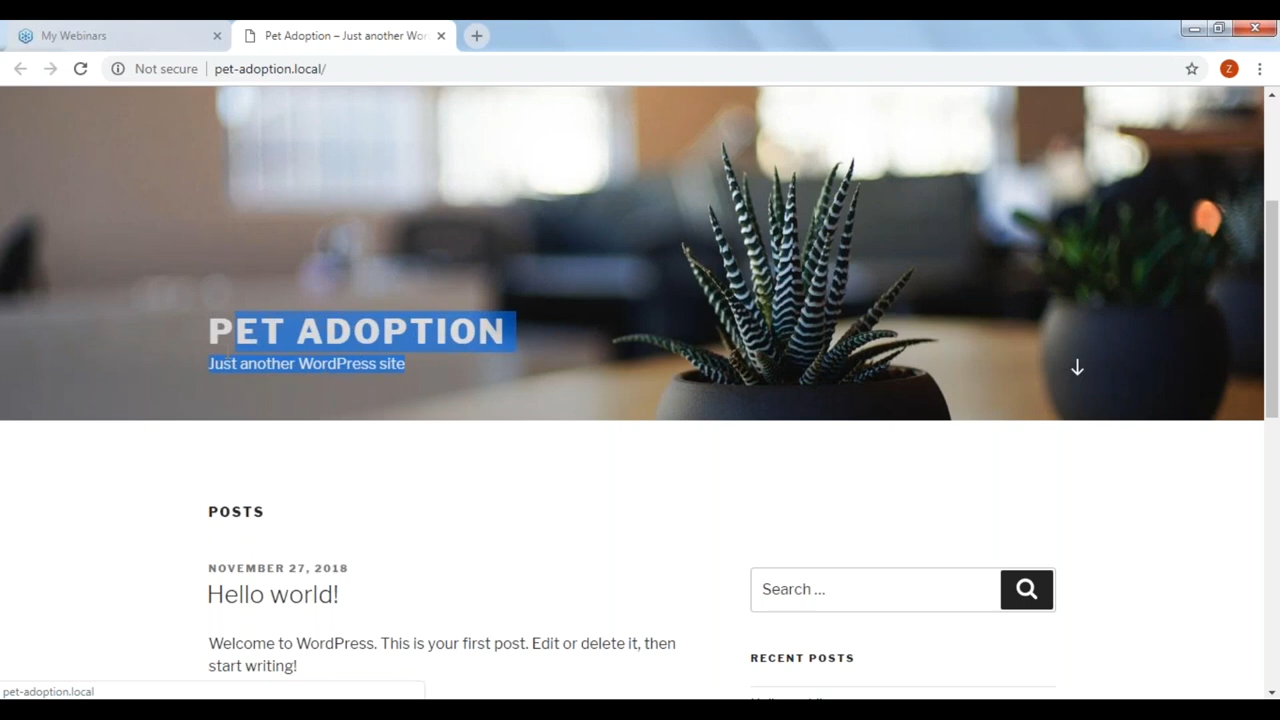 My Webinars
Pet Adoption – Just another Wor
Not secure
pet-adoption.local/
Z
PET ADOPTION
Just another WordPress site
POSTS
NOVEMBER 27, 2018
Hello world!
Welcome to WordPress. This is your first post. Edit or delete it, then
start writing!
Search …
RECENT POSTS
pet-adoption.local